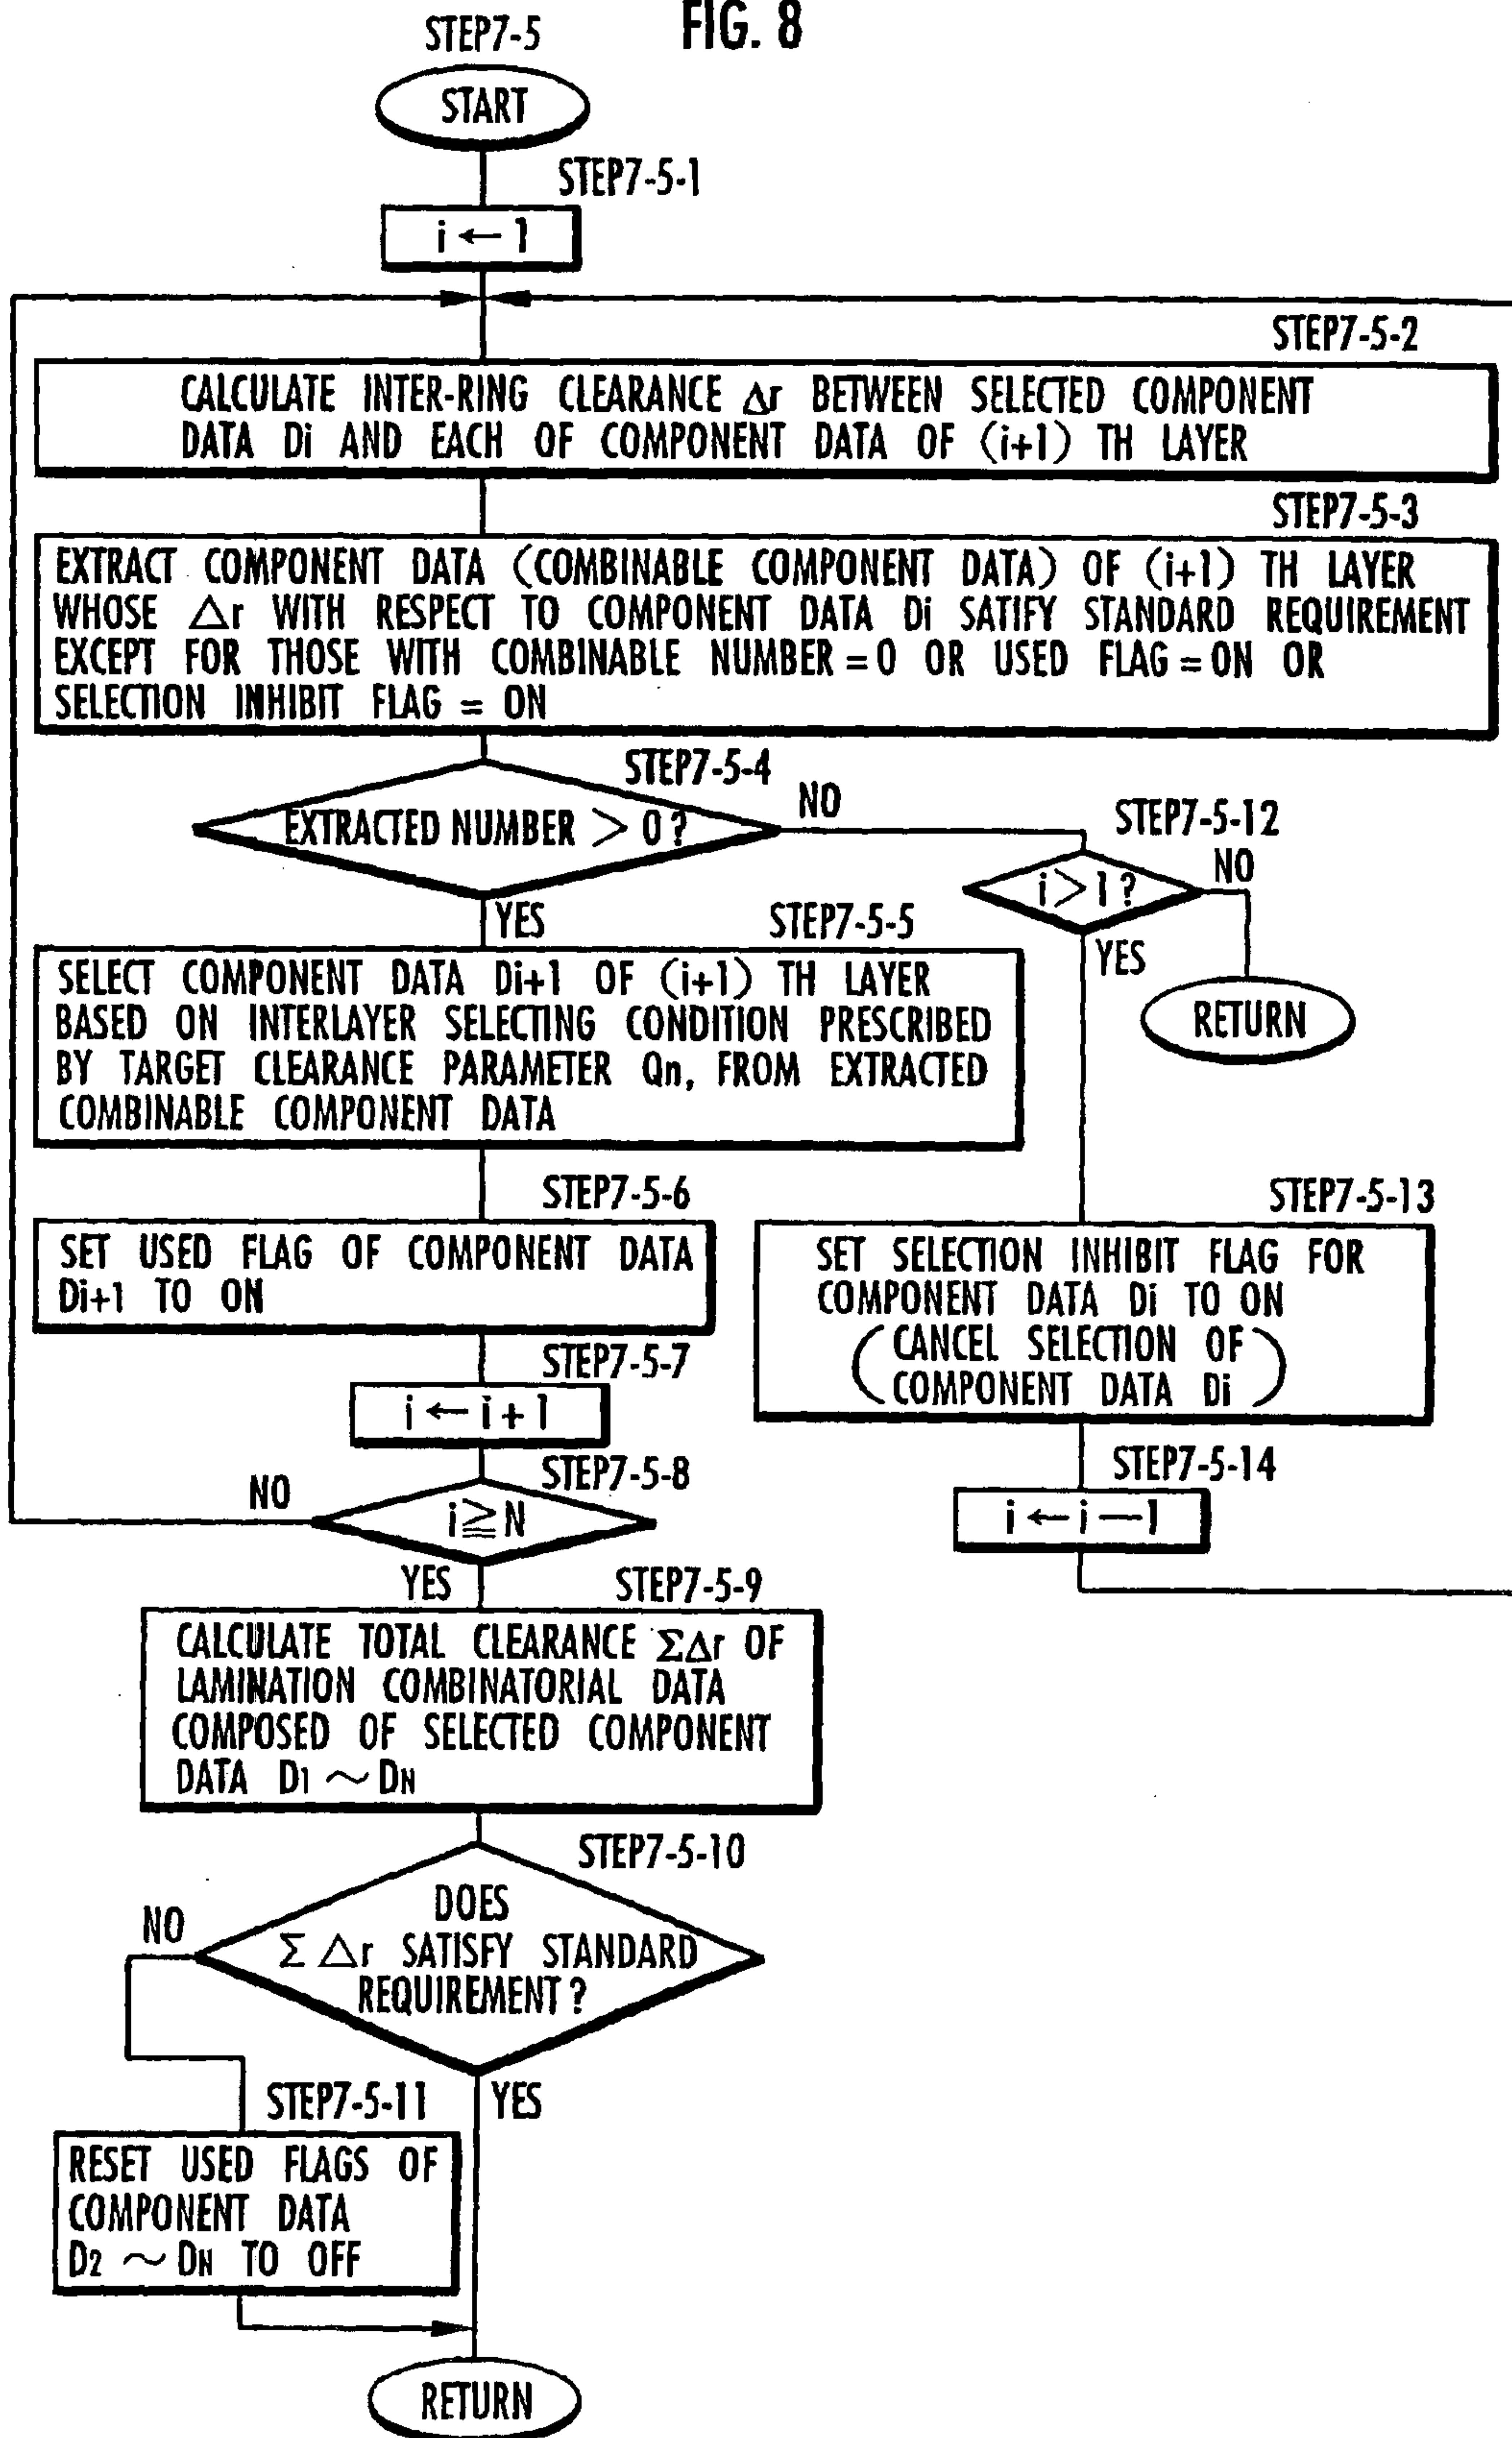 FIG. 8
STEP7-5
START
STEP7-5-1
i ← 1
STEP7-5-2
CALCULATE INTER-RING CLEARANCE Δr BETWEEN SELECTED COMPONENT
DATA Di AND EACH OF COMPONENT DATA OF (i+1) TH LAYER
STEP7-5-3
EXTRACT COMPONENT DATA (COMBINABLE COMPONENT DATA) OF (i+1) TH LAYER
WHOSE Δr WITH RESPECT TO COMPONENT DATA Di SATIFY STANDARD REQUIREMENT
EXCEPT FOR THOSE WITH COMBINABLE NUMBER = 0 OR USED FLAG = ON OR
SELECTION INHIBIT FLAG = ON
STEP7-5-4
EXTRACTED NUMBER > 0 ?
NO
YES
STEP7-5-12
i > 1 ?
NO
YES
RETURN
STEP7-5-5
SELECT COMPONENT DATA Di+1 OF (i+1) TH LAYER
BASED ON INTERLAYER SELECTING CONDITION PRESCRIBED
BY TARGET CLEARANCE PARAMETER Qn, FROM EXTRACTED
COMBINABLE COMPONENT DATA
STEP7-5-6
SET USED FLAG OF COMPONENT DATA
Di+1 TO ON
STEP7-5-13
SET SELECTION INHIBIT FLAG FOR
COMPONENT DATA Di TO ON
(CANCEL SELECTION OF
COMPONENT DATA Di)
STEP7-5-7
i ← i + 1
STEP7-5-14
i ← i − 1
STEP7-5-8
i ≧ N
NO
YES
STEP7-5-9
CALCULATE TOTAL CLEARANCE ΣΔr OF
LAMINATION COMBINATORIAL DATA
COMPOSED OF SELECTED COMPONENT
DATA D1 ～ DN
STEP7-5-10
DOES
Σ Δr SATISFY STANDARD
REQUIREMENT ?
NO
YES
STEP7-5-11
RESET USED FLAGS OF
COMPONENT DATA
D2 ～ DN TO OFF
RETURN